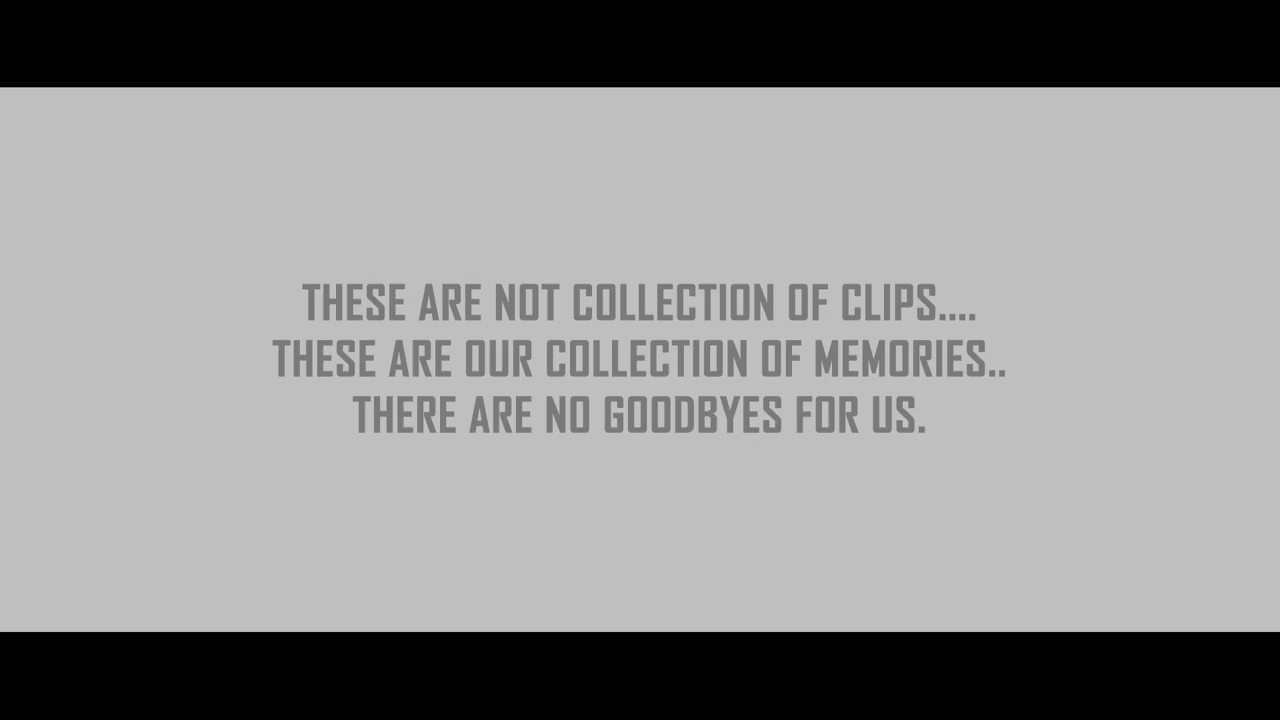 THESE ARE NOT COLLECTION OF CLIPS....
THESE ARE OUR COLLECTION OF MEMORIES..
THERE ARE NO GOODBYES FOR US.